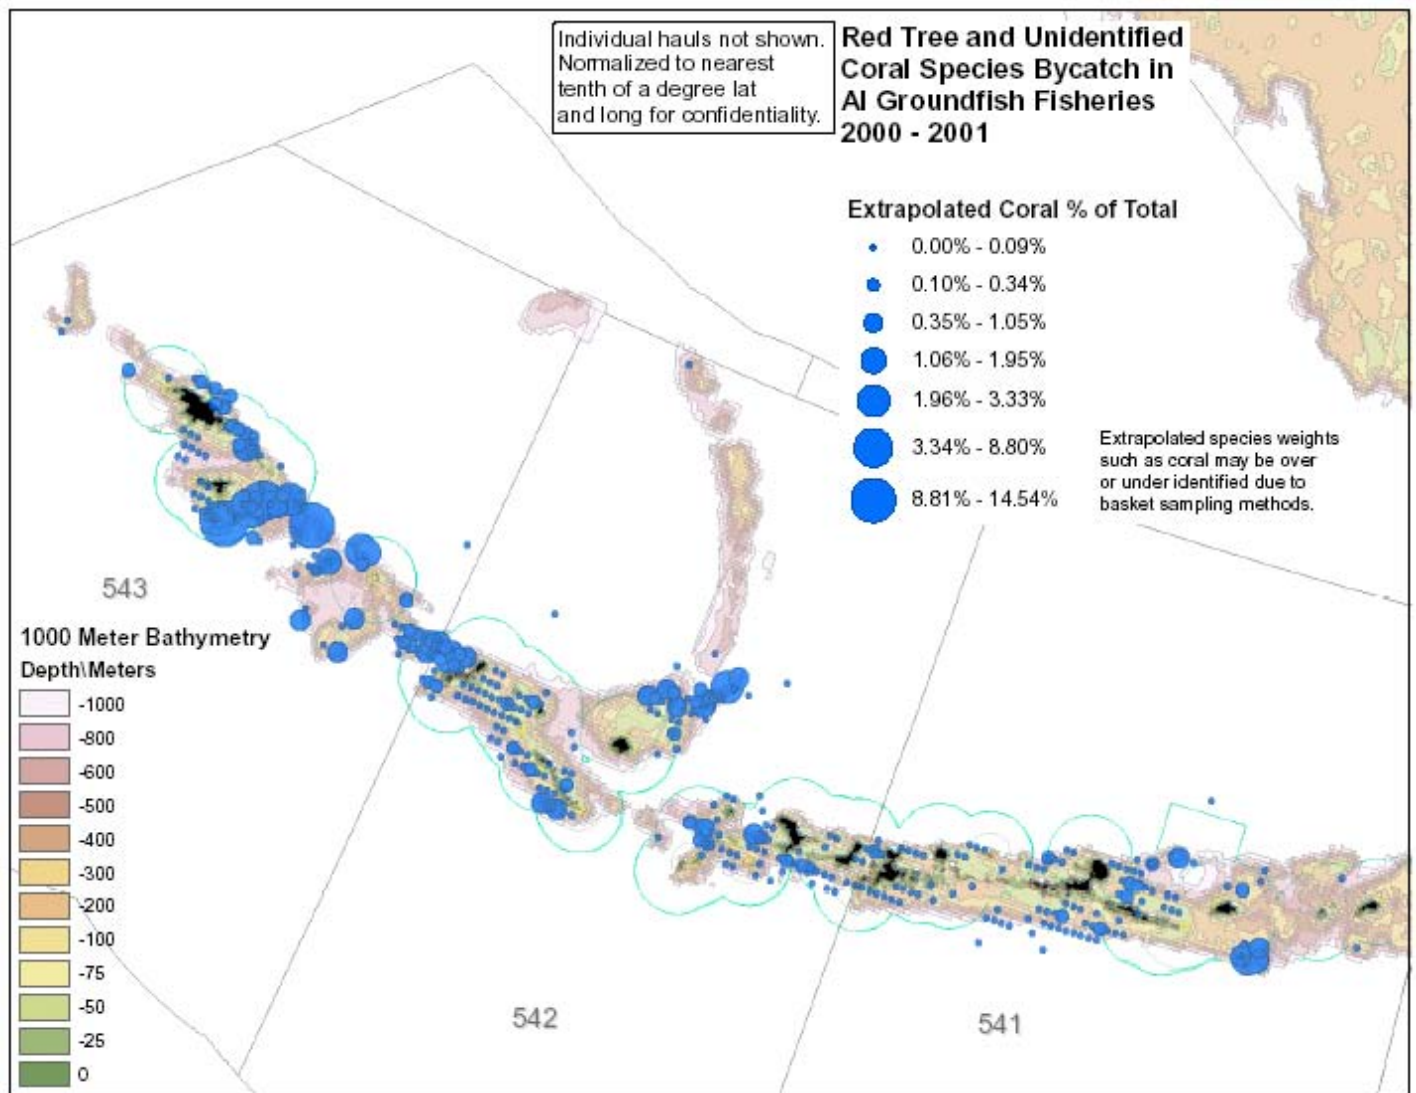 Individual hauls not shown.
Normalized to nearest
tenth of a degree lat
and long for confidentiality.
Red Tree and Unidentified
Coral Species Bycatch in
AI Groundfish Fisheries
2000 - 2001
Extrapolated Coral % of Total
0.00% - 0.09%
0.10% - 0.34%
0.35% - 1.05%
1.06% - 1.95%
1.96% - 3.33%
3.34% - 8.80%
8.81% - 14.54%
Extrapolated species weights
such as coral may be over
or under identified due to
basket sampling methods.
543
1000 Meter Bathymetry
Depth\Meters
-1000
-800
-600
-500
-400
-300
-200
-100
-75
-50
-25
0
542
541